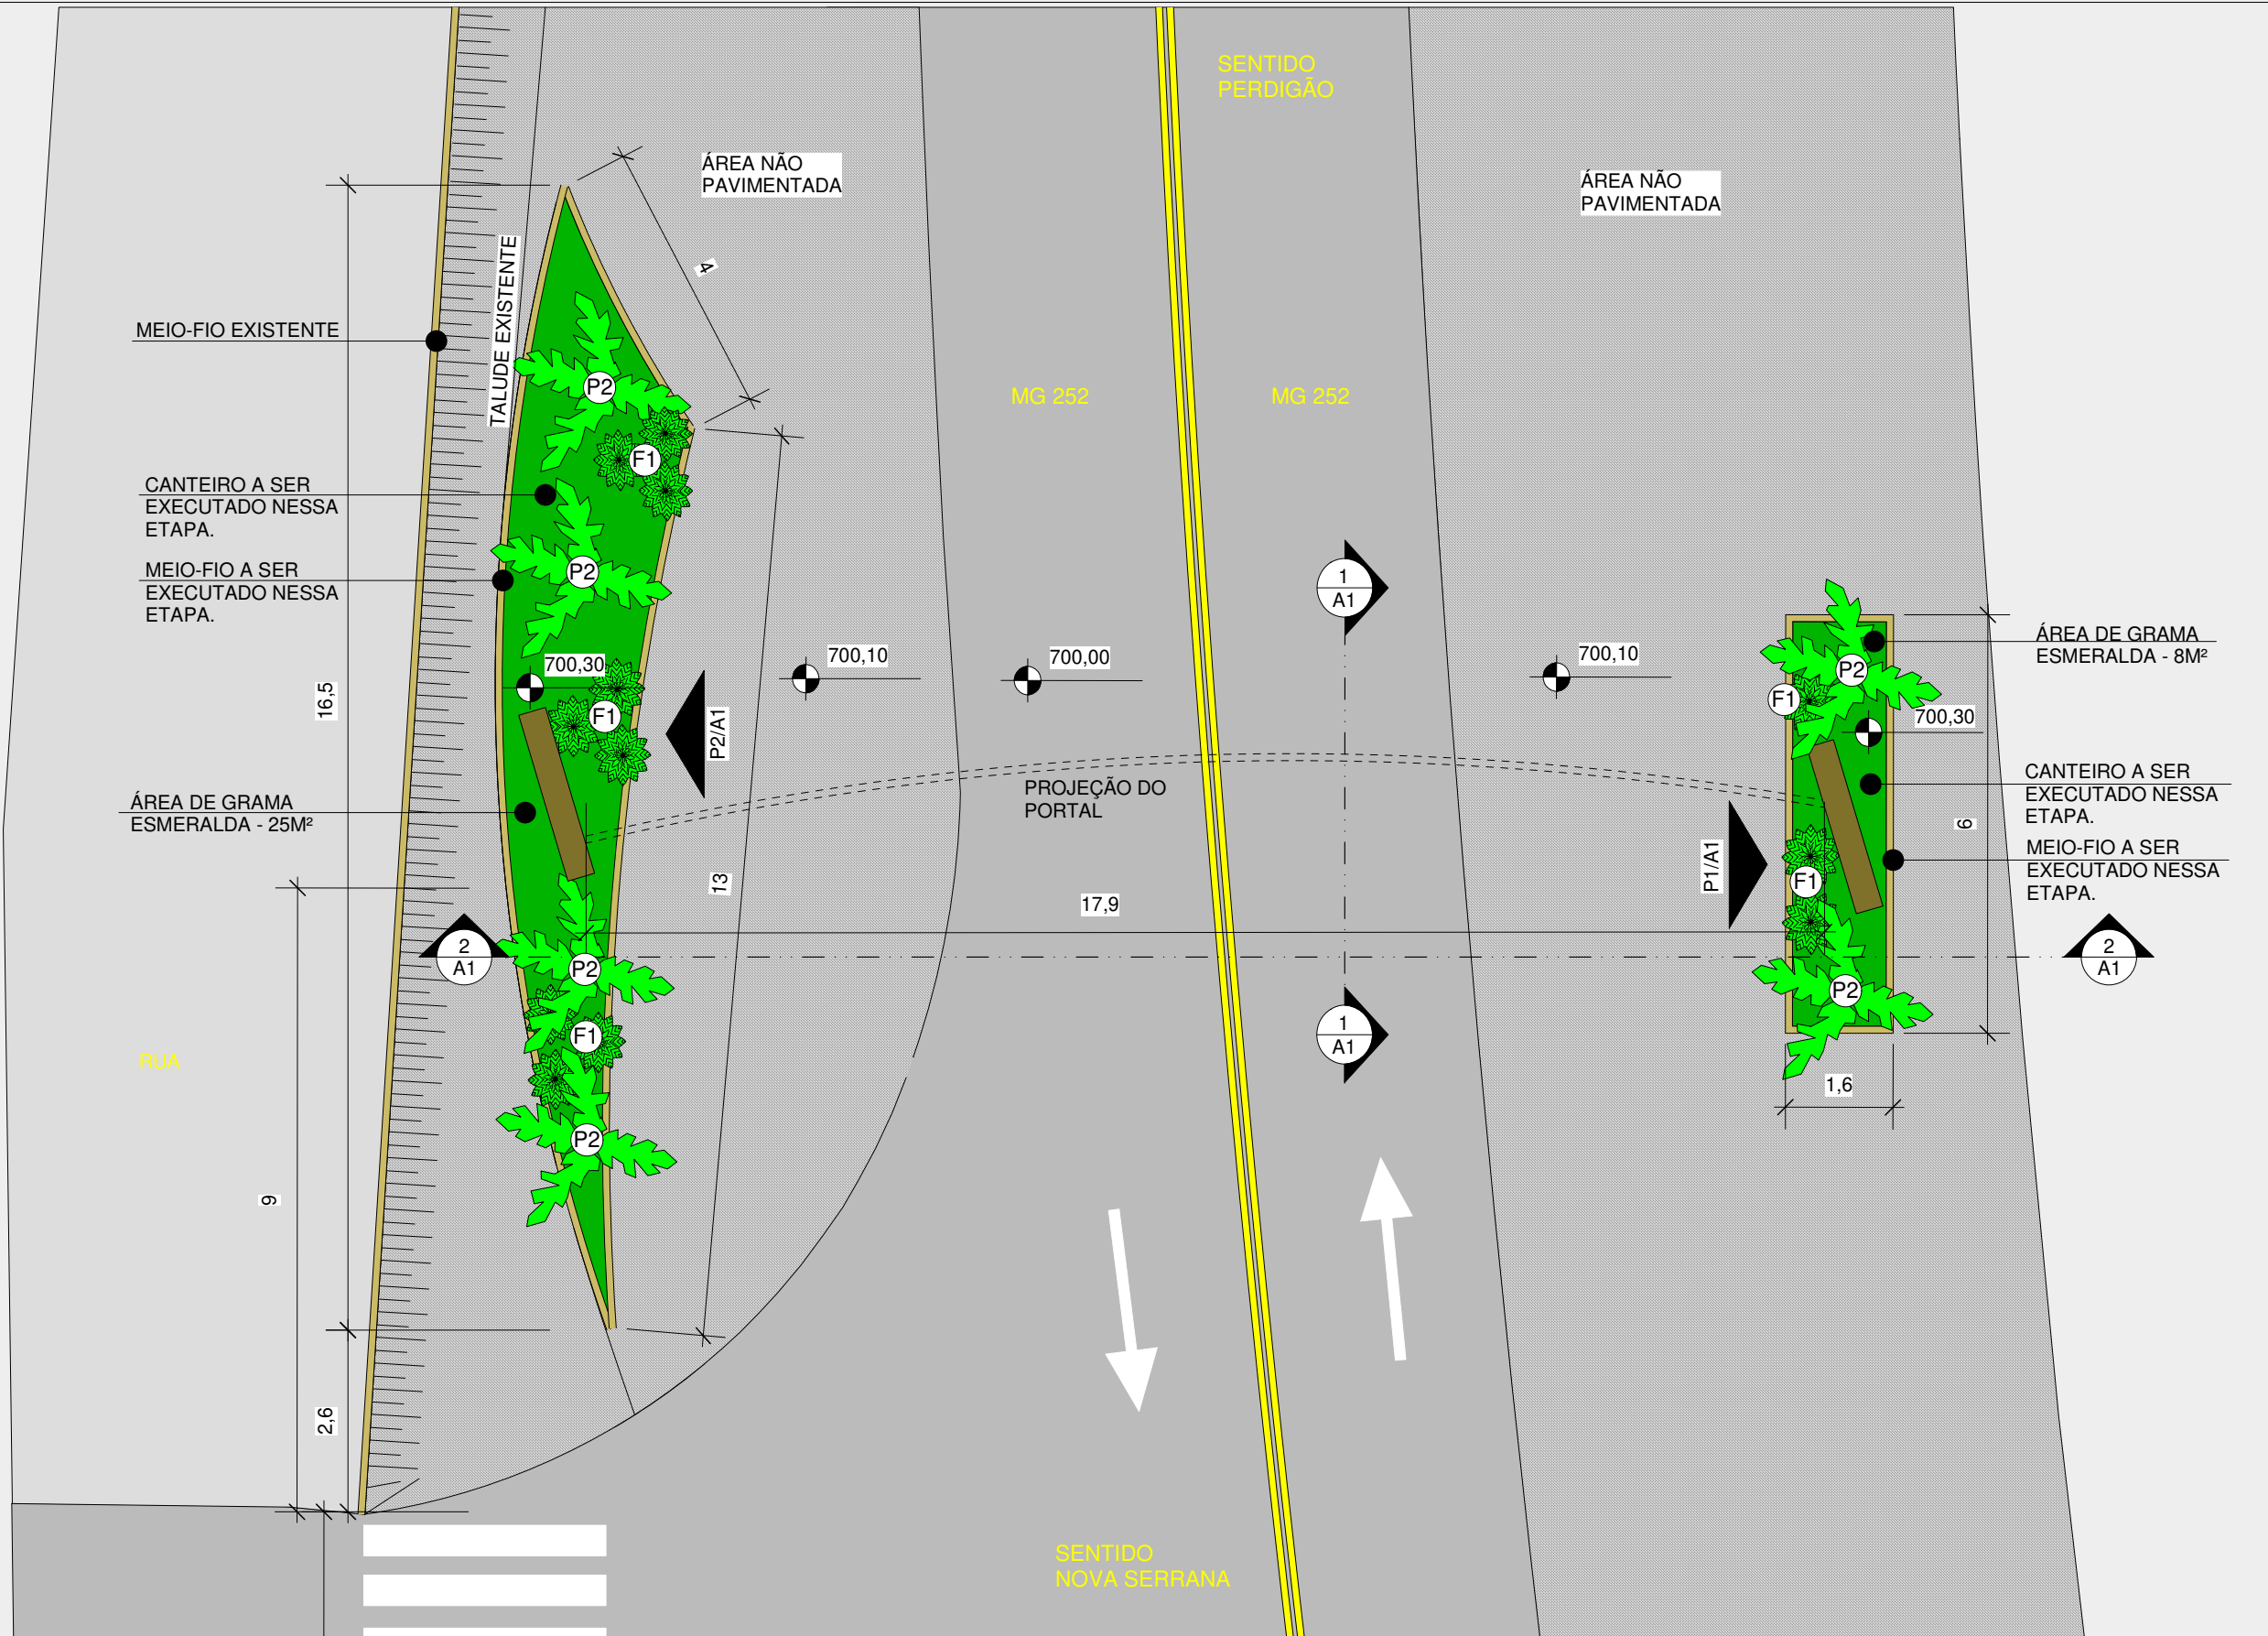 SENTIDO
PERDIGÃO
ÁREA NÃO
PAVIMENTADA
ÁREA NÃO
PAVIMENTADA
TALUDE EXISTENTE
4
MEIO-FIO EXISTENTE
P2
MG 252
MG 252
F1
CANTEIRO A SER
EXECUTADO NESSA
ETAPA.
MEIO-FIO A SER
EXECUTADO NESSA
ETAPA.
P2
1
A1
700,30
700,10
700,00
700,10
ÁREA DE GRAMA
ESMERALDA - 8M²
P2
F1
700,30
16,5
F1
P2/A1
PROJEÇÃO DO
PORTAL
CANTEIRO A SER
EXECUTADO NESSA
ETAPA.
ÁREA DE GRAMA
ESMERALDA - 25M²
6
MEIO-FIO A SER
EXECUTADO NESSA
ETAPA.
P1/A1
F1
13
17,9
2
A1
P2
P2
2
A1
F1
1
A1
RUA
1,6
P2
9
2,6
SENTIDO
NOVA SERRANA